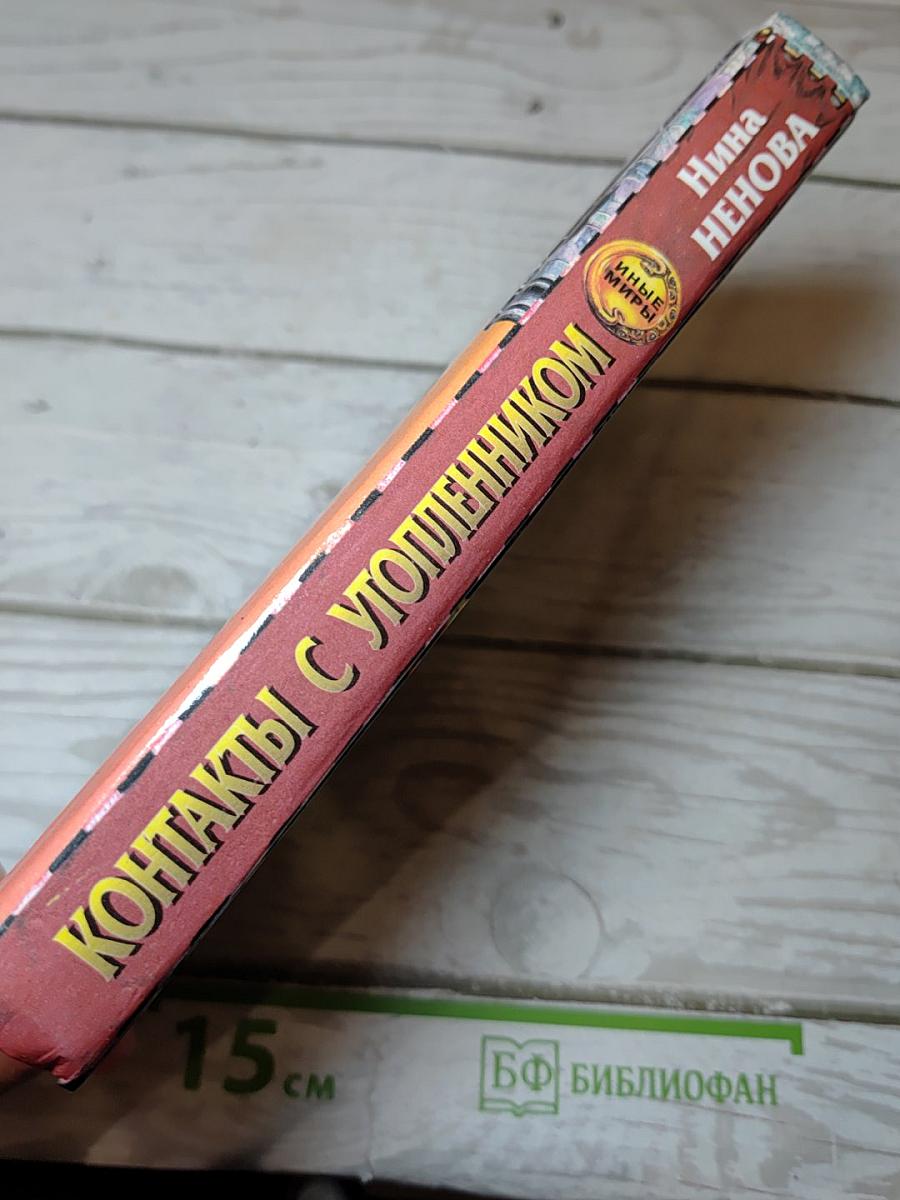 Нина
НЕНОВА
ИНЫЕ
МИРЫ
КОНТАКТЫ С УТОПЛЕННИКОМ
15 см
БФ БИБЛИОФАН